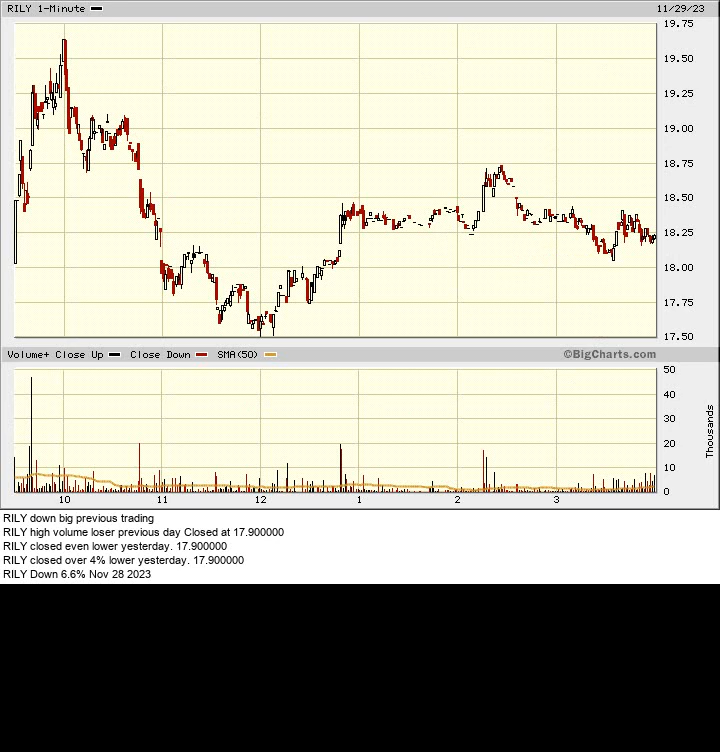 RILY 1-Minute 11/29/23
19.75
19.50
19.25
19.00
18.75
18.50
18.25
18.00
17.75
17.50
Volume+ Close Up Close Down SMA(50) ©BigCharts.com
50
40
30
20
10
0
Thousands
10 11 12 1 2 3
RILY down big previous trading
RILY high volume loser previous day Closed at 17.900000
RILY closed even lower yesterday. 17.900000
RILY closed over 4% lower yesterday. 17.900000
RILY Down 6.6% Nov 28 2023